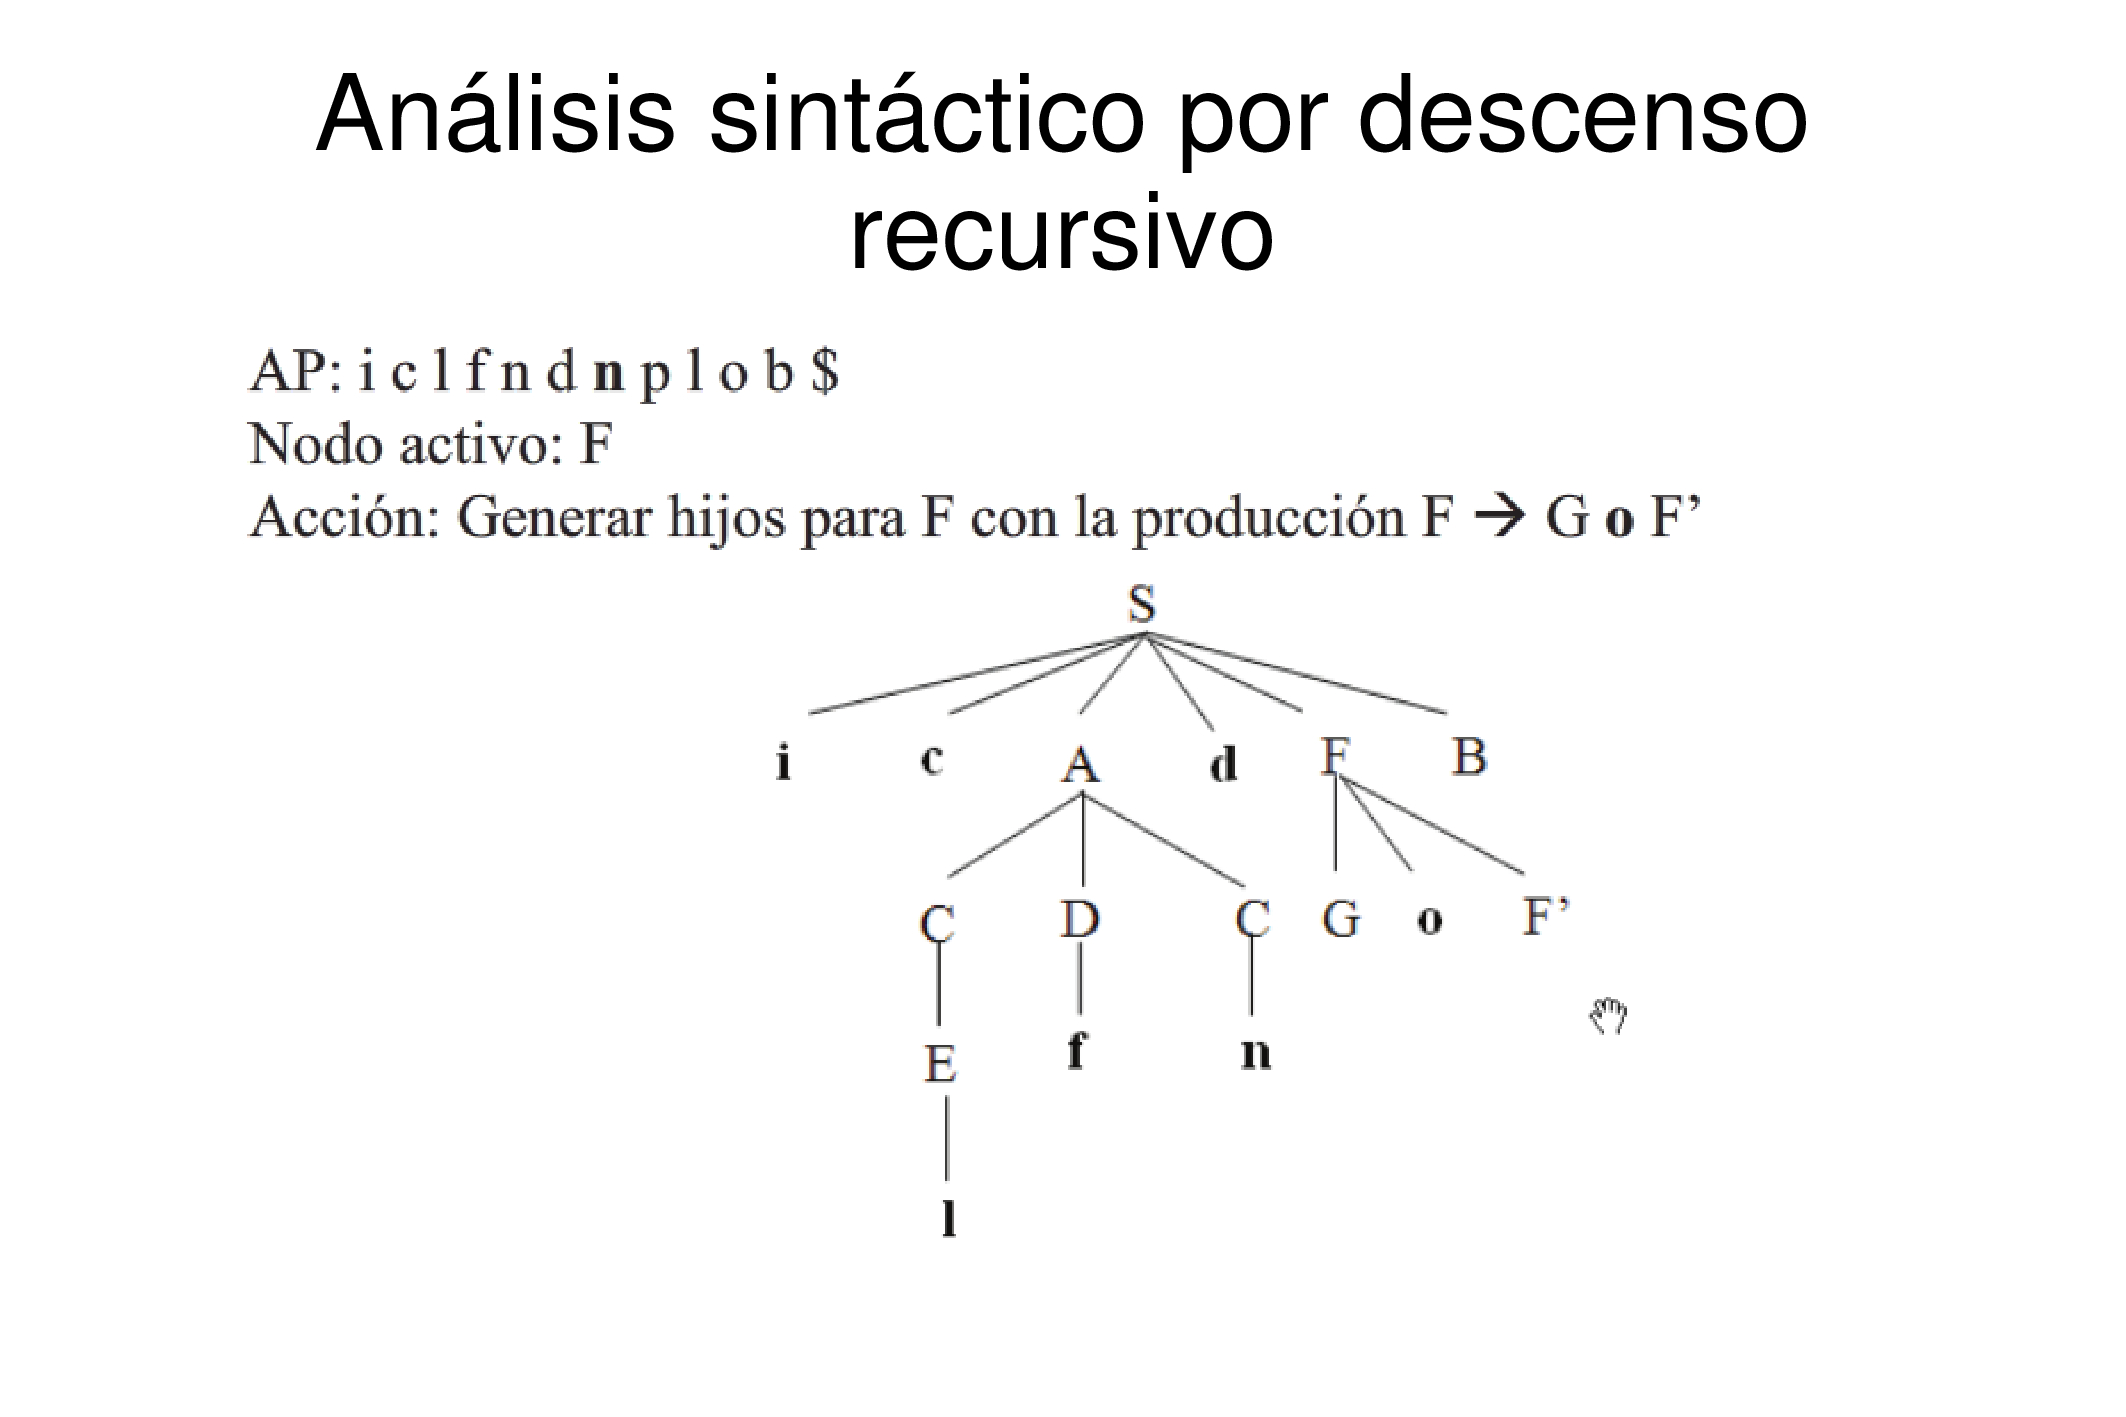 Análisis sintáctico por descenso
recursivo
AP: i c l f n d n p l o b $
Nodo activo: F
Acción: Generar hijos para F con la producción F → G o F’
S
i c A d F B
C D C G o F’
E f n
l